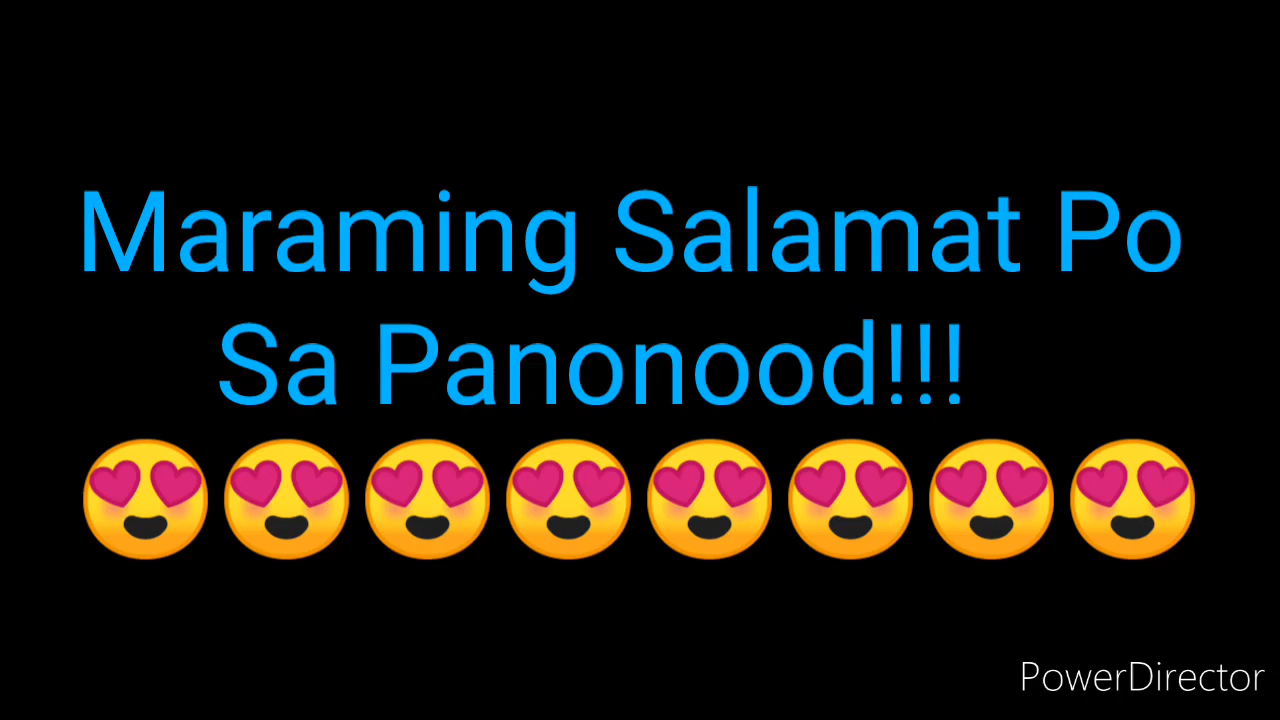 Maraming Salamat Po
Sa Panonood!!!
😍😍😍😍😍😍😍😍
PowerDirector